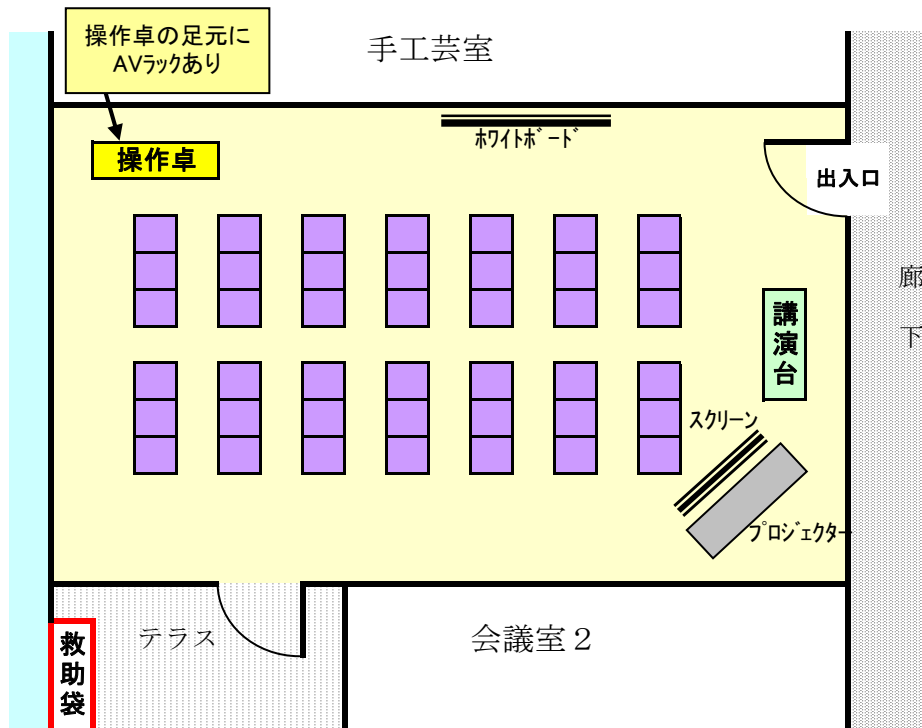 操作卓の足元に
AVラックあり
手工芸室
ホワイトボード
操作卓
出入口
廊下
講演台
スクリーン
プロジェクター
テラス
会議室２
救助袋